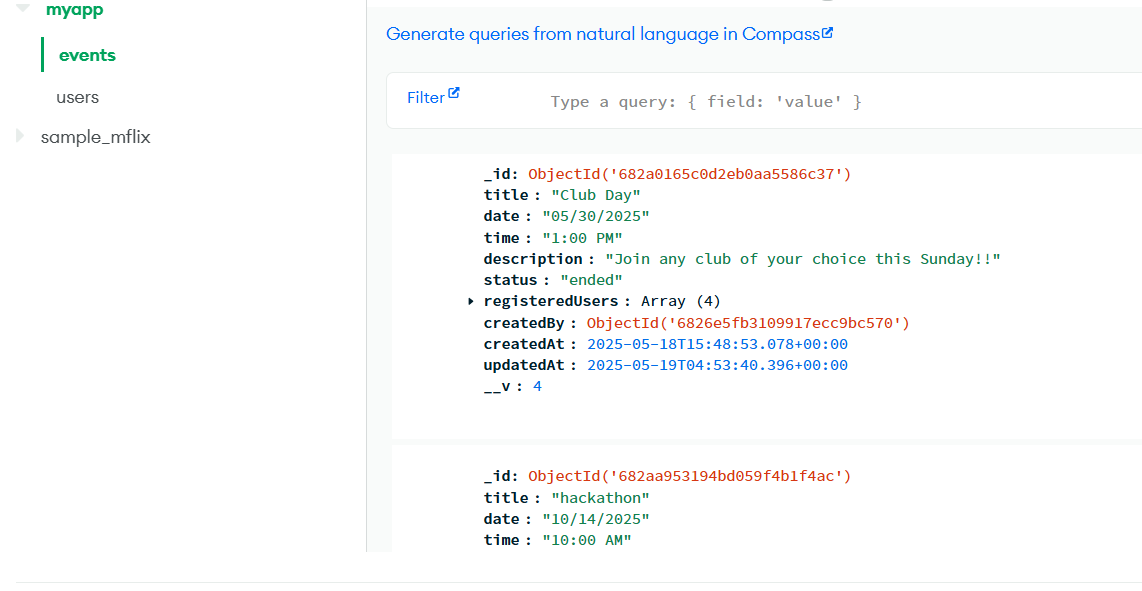 myapp
events
users
sample_mflix
Generate queries from natural language in Compass
Filter
Type a query: { field: 'value' }
_id: ObjectId('682a0165c0d2eb0aa5586c37')
title : "Club Day"
date : "05/30/2025"
time : "1:00 PM"
description : "Join any club of your choice this Sunday!!"
status : "ended"
registeredUsers : Array (4)
createdBy : ObjectId('6826e5fb3109917ecc9bc570')
createdAt : 2025-05-18T15:48:53.078+00:00
updatedAt : 2025-05-19T04:53:40.396+00:00
__v : 4
_id: ObjectId('682aa953194bd059f4b1f4ac')
title : "hackathon"
date : "10/14/2025"
time : "10:00 AM"